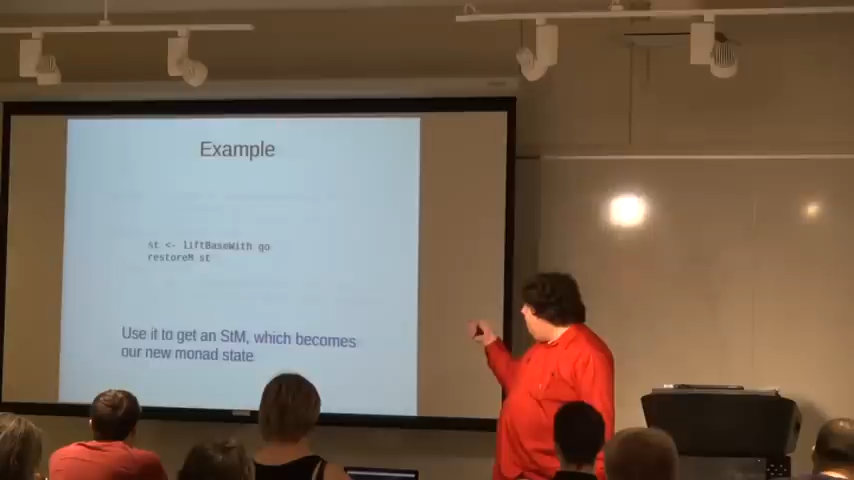 Example
st <- liftBaseWith go
restoreM st
Use it to get an StM, which becomes
our new monad state